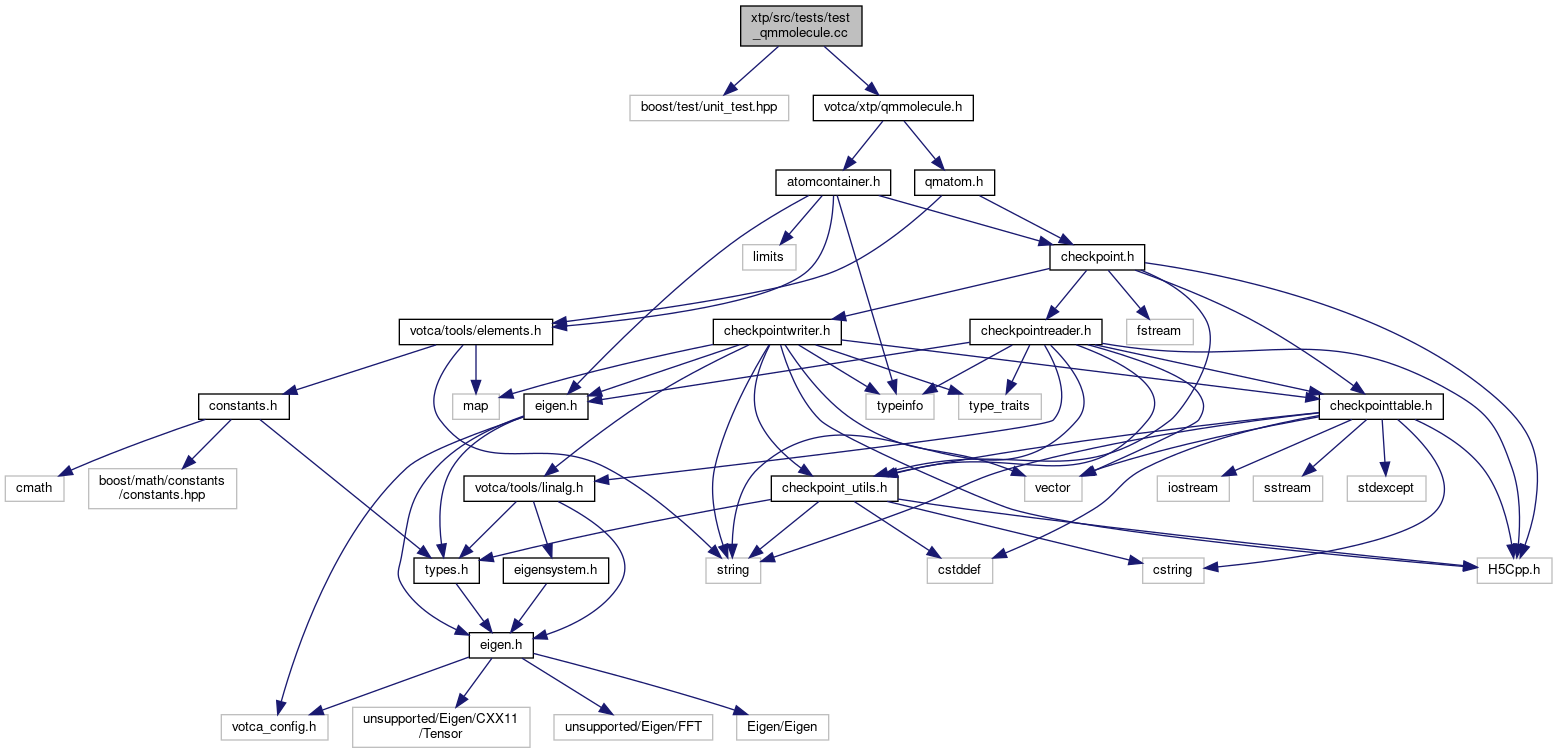 xtp/src/tests/test
_qmmolecule.cc
boost/test/unit_test.hpp
votca/xtp/qmmolecule.h
atomcontainer.h
qmatom.h
limits
checkpoint.h
votca/tools/elements.h
checkpointwriter.h
checkpointreader.h
fstream
constants.h
map
eigen.h
typeinfo
type_traits
checkpointtable.h
cmath
boost/math/constants
/constants.hpp
votca/tools/linalg.h
checkpoint_utils.h
vector
iostream
sstream
stdexcept
types.h
eigensystem.h
string
cstddef
cstring
H5Cpp.h
eigen.h
votca_config.h
unsupported/Eigen/CXX11
/Tensor
unsupported/Eigen/FFT
Eigen/Eigen